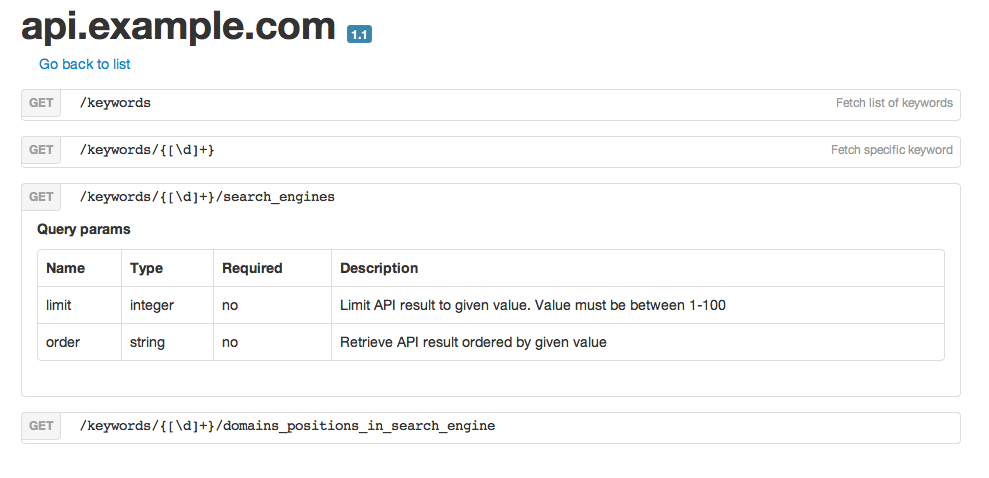 api.example.com 1.1
Go back to list
GET /keywords Fetch list of keywords
GET /keywords/{[\d]+} Fetch specific keyword
GET /keywords/{[\d]+}/search_engines
Query params
Name Type Required Description
limit integer no Limit API result to given value. Value must be between 1-100
order string no Retrieve API result ordered by given value
GET /keywords/{[\d]+}/domains_positions_in_search_engine